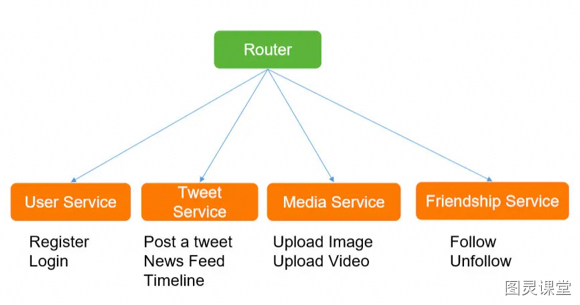 Router
User Service
Tweet
Service
Media Service
Friendship Service
Register
Login
Post a tweet
News Feed
Timeline
Upload Image
Upload Video
Follow
Unfollow
图灵课堂